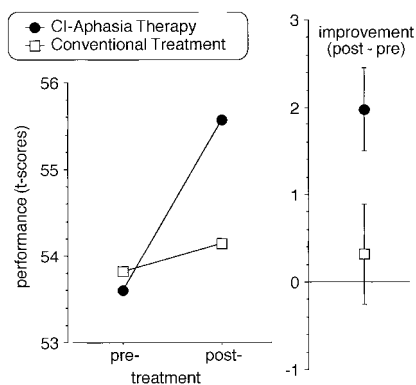 CI-Aphasia Therapy
Conventional Treatment
improvement
(post - pre)
performance (t-scores)
56
55
54
53
pre-
post-
treatment
3
2
1
0
-1